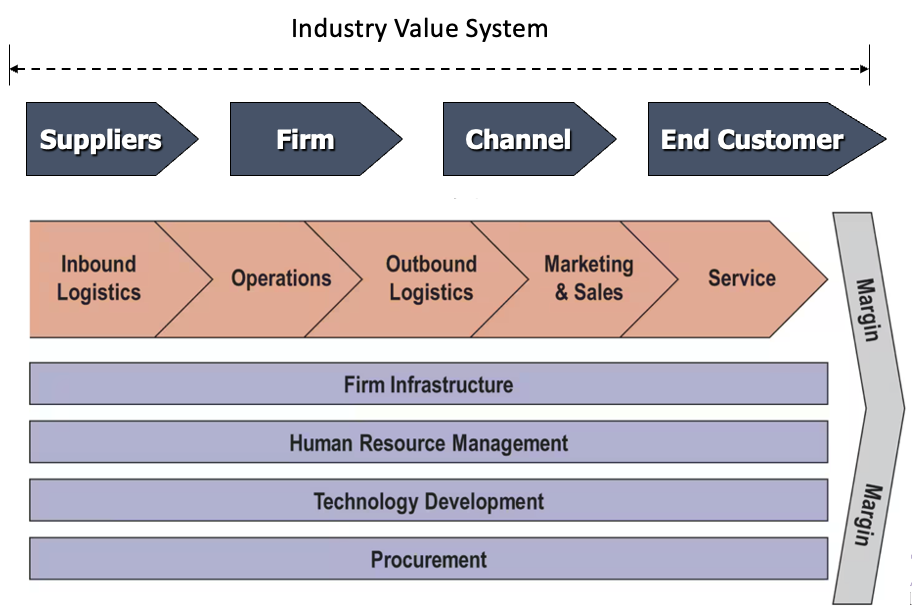 Industry Value System
Suppliers
Firm
Channel
End Customer
Inbound
Logistics
Operations
Outbound
Logistics
Marketing
& Sales
Service
Margin
Firm Infrastructure
Human Resource Management
Technology Development
Procurement
Margin